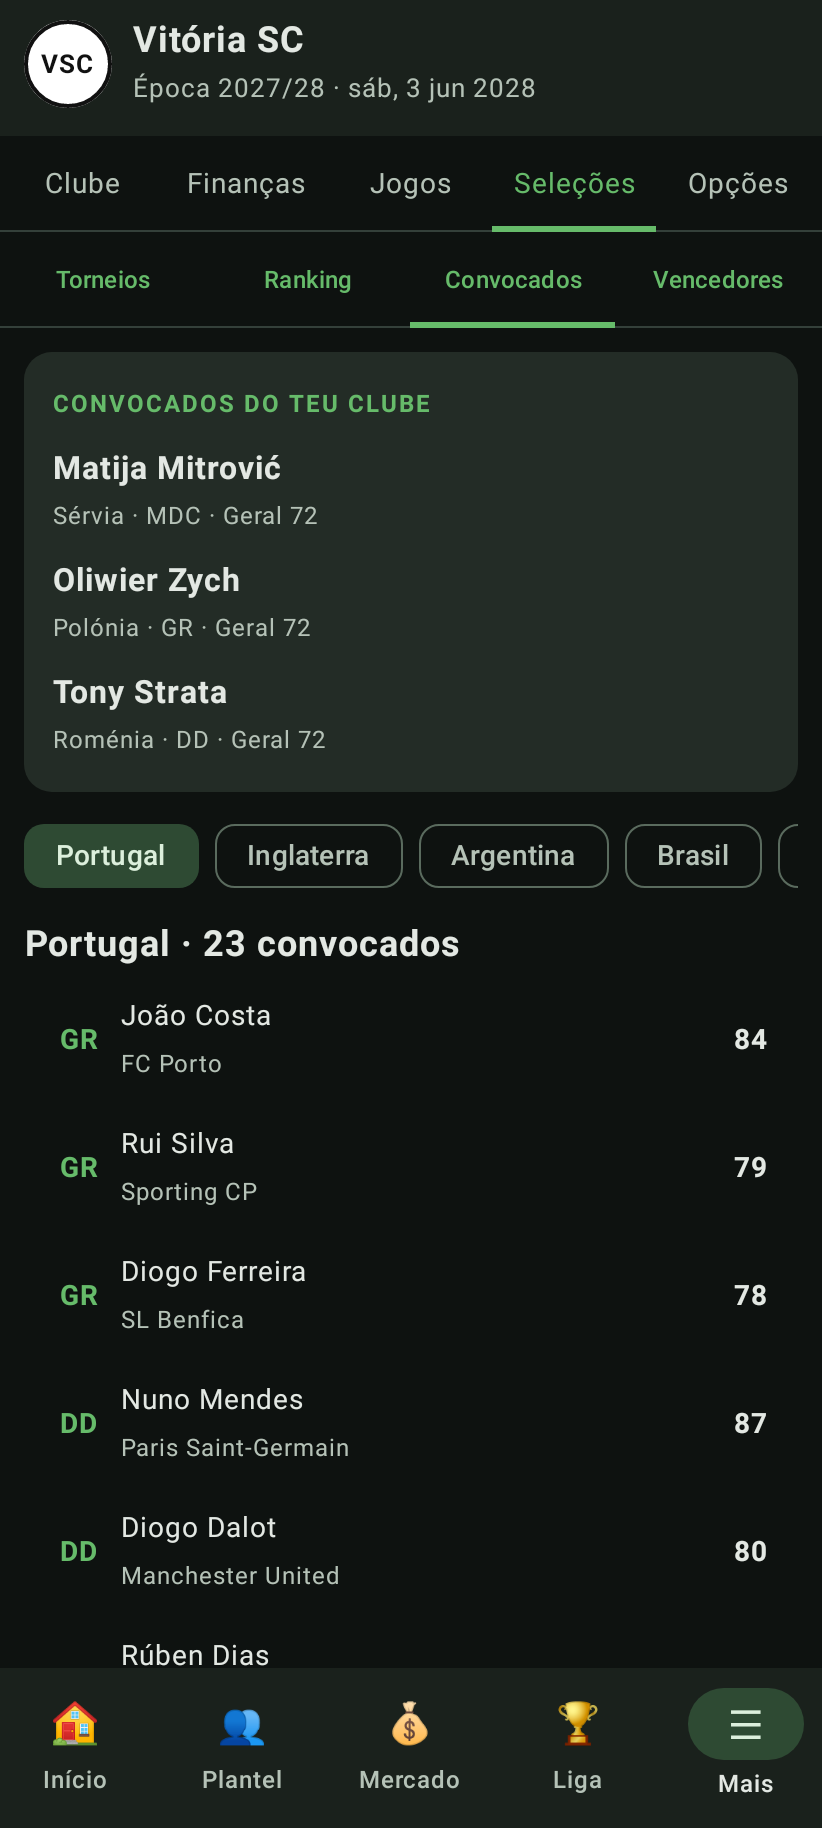 VSC
Vitória SC
Época 2027/28 · sáb, 3 jun 2028
Clube
Finanças
Jogos
Seleções
Opções
Torneios
Ranking
Convocados
Vencedores
CONVOCADOS DO TEU CLUBE
Matija Mitrović
Sérvia · MDC · Geral 72
Oliwier Zych
Polónia · GR · Geral 72
Tony Strata
Roménia · DD · Geral 72
Portugal
Inglaterra
Argentina
Brasil
Portugal · 23 convocados
GR
João Costa
FC Porto
84
GR
Rui Silva
Sporting CP
79
GR
Diogo Ferreira
SL Benfica
78
DD
Nuno Mendes
Paris Saint-Germain
87
DD
Diogo Dalot
Manchester United
80
Rúben Dias
Início
Plantel
Mercado
Liga
Mais